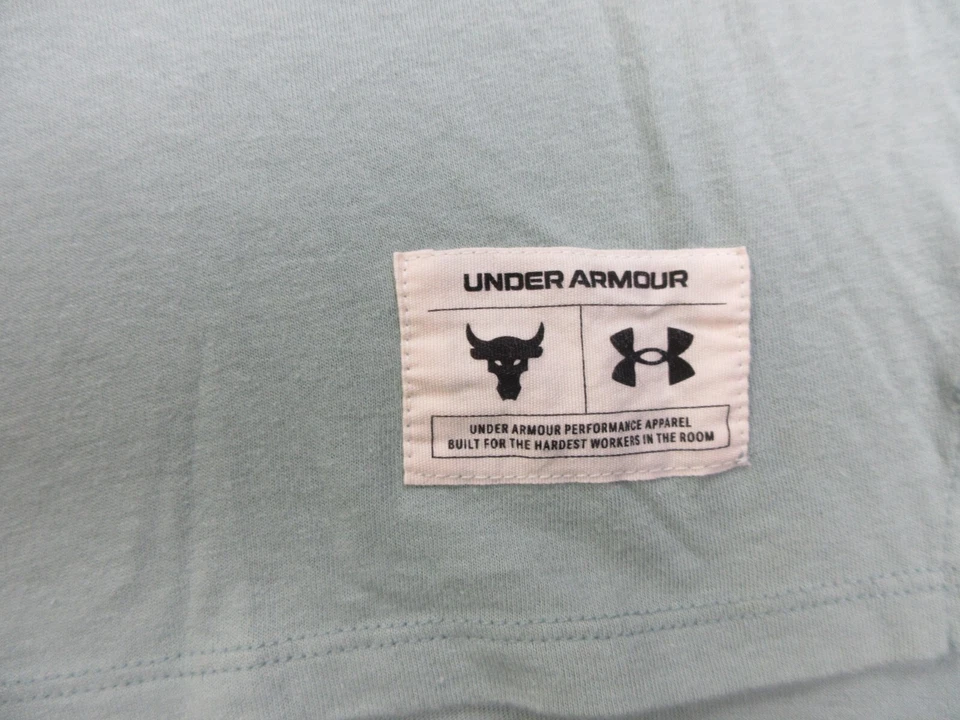 UNDER ARMOUR
UNDER ARMOUR PERFORMANCE APPAREL
BUILT FOR THE HARDEST WORKERS IN THE ROOM